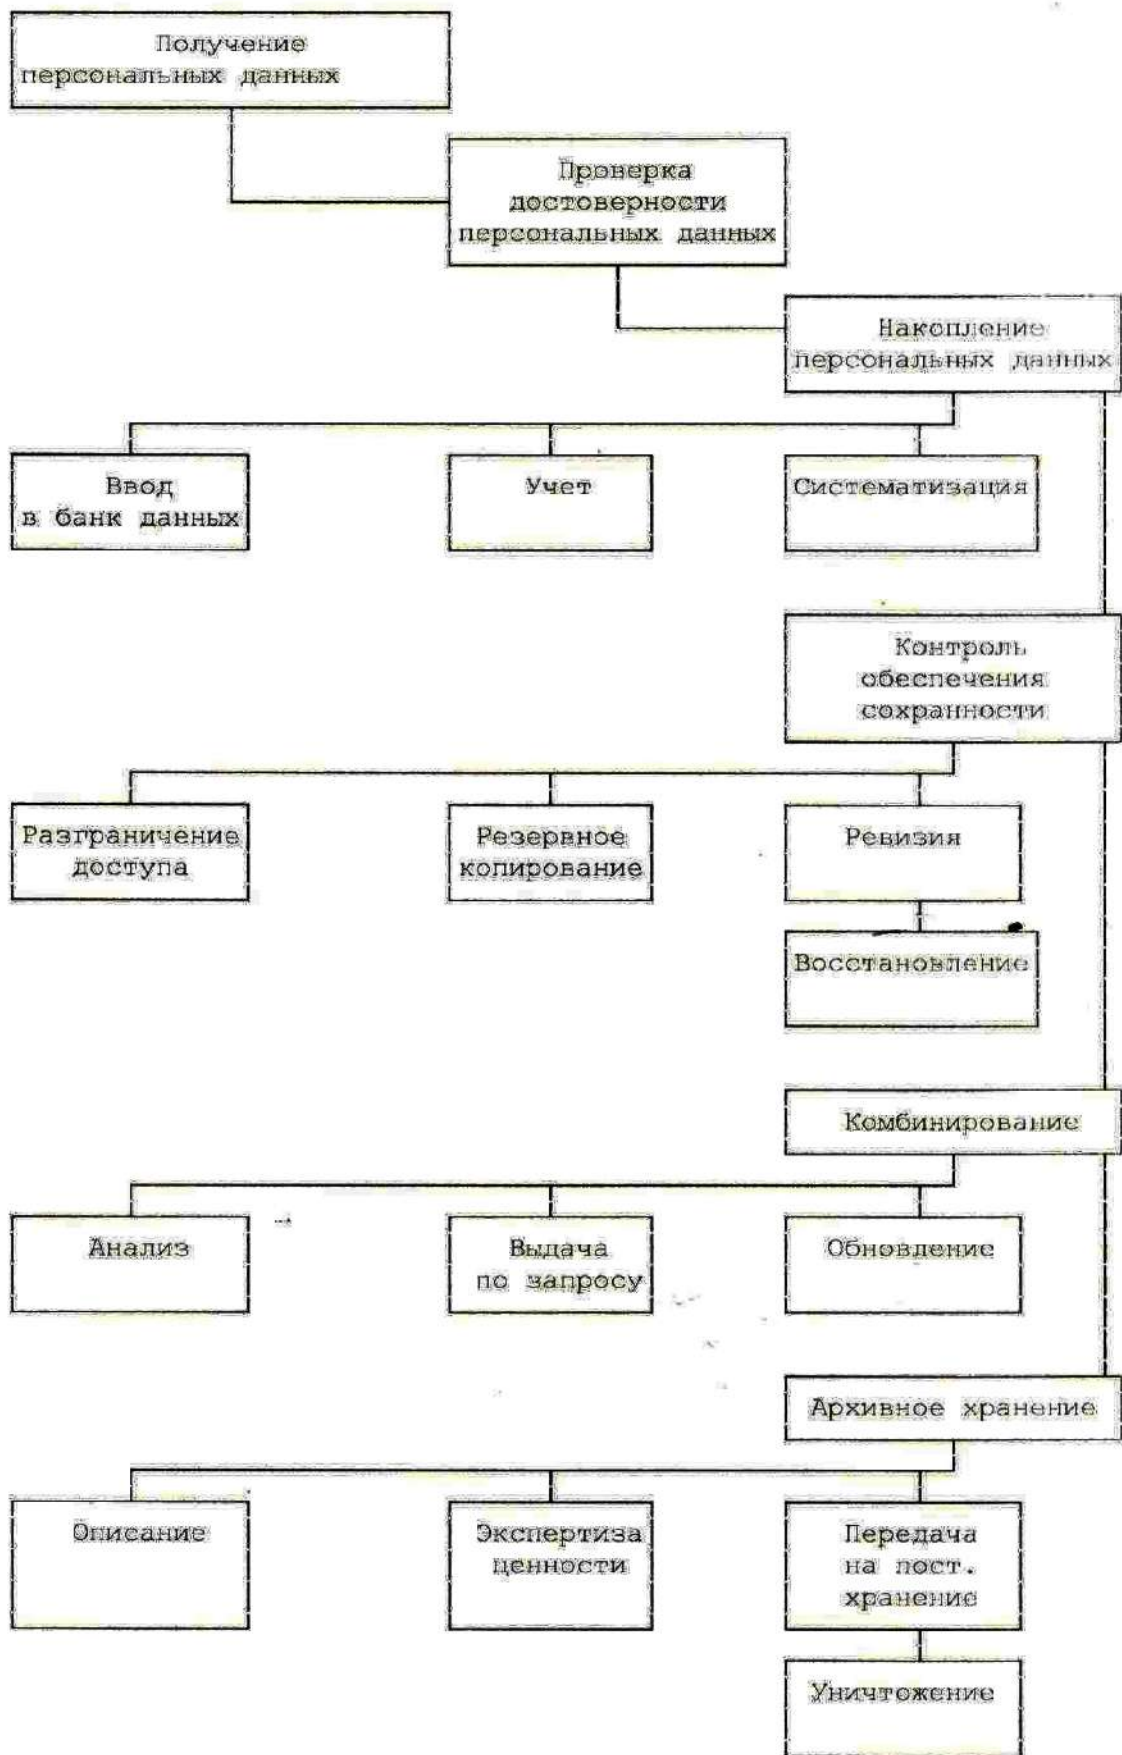 Получение
персональных данных
Проверка
достоверности
персональных данных
Накопление
персональных данных
Ввод
в банк данных
Учет
Систематизация
Контроль
обеспечения
сохранности
Разграничение
доступа
Резервное
копирование
Ревизия
Восстановление
Комбинирование
Анализ
Выдача
по запросу
Обновление
Архивное хранение
Описание
Экспертиза
ценности
Передача
на пост.
хранение
Уничтожение